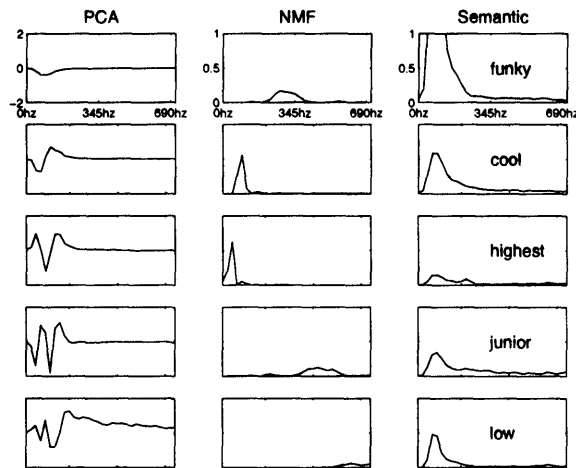 PCA NMF Semantic
2 1 1
0 0.5 0.5 funky
-2 0 0
0hz 345hz 690hz 0hz 345hz 690hz 0hz 345hz 690hz
cool
highest
junior
low